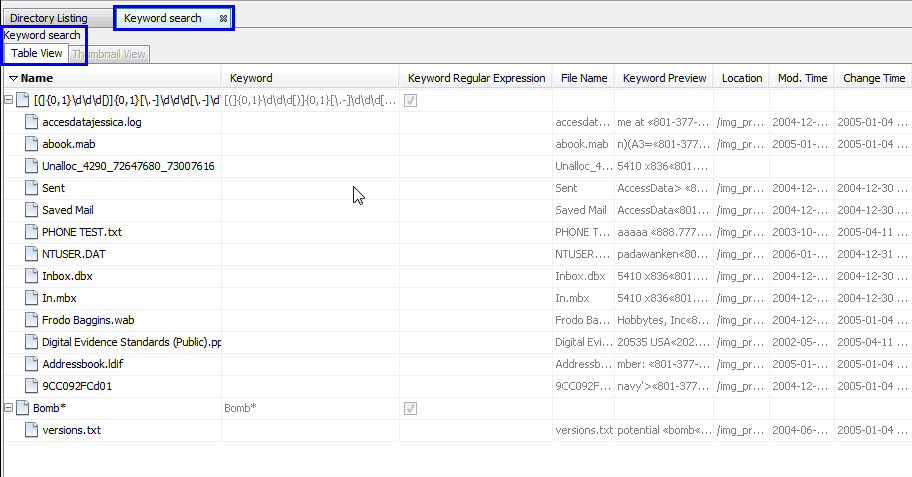 Directory Listing Keyword search
Keyword search
Table View Thumbnail View
Name Keyword Keyword Regular Expression File Name Keyword Preview Location Mod. Time Change Time
[(]{0,1}\d\d\d[)]{0,1}[\.-]\d\d\d[\.-]\d [(]{0,1}\d\d\d[)]{0,1}[\.-]\d\d\d[...
accesdatajessica.log accesdat... me at «801-377-... /img_pr... 2004-12-... 2005-01-04 ...
abook.mab abook.mab n)(A3=«801-377-... /img_pr... 2005-01-... 2005-01-04 ...
Unalloc_4290_72647680_73007616 Unalloc_4... 5410 x836«801.... /img_pr...
Sent Sent AccessData> «8... /img_pr... 2004-12-... 2004-12-30 ...
Saved Mail Saved Mail AccessData«801... /img_pr... 2004-12-... 2004-12-30 ...
PHONE TEST.txt PHONE T... aaaaa «888.777.... /img_pr... 2003-10-... 2005-04-11 ...
NTUSER.DAT NTUSER.... padawanken«80... /img_pr... 2006-01-... 2004-12-31 ...
Inbox.dbx Inbox.dbx 5410 x836«801.... /img_pr... 2004-12-... 2004-12-30 ...
In.mbx In.mbx 5410 x836«801.... /img_pr... 2004-12-... 2004-12-30 ...
Frodo Baggins.wab Frodo Ba... Hobbytes, Inc«8... /img_pr... 2004-12-... 2005-01-04 ...
Digital Evidence Standards (Public).pp Digital Evi... 20535 USA«202.... /img_pr... 2002-05-... 2005-04-11 ...
Addressbook.ldif Addressb... mber: «801-377-... /img_pr... 2004-12-... 2005-01-04 ...
9CC092FCd01 9CC092F... navy'>«801-377... /img_pr... 2004-12-... 2005-01-04 ...
Bomb* Bomb*
versions.txt versions.txt potential «bomb«... /img_pr... 2004-06-... 2005-01-04 ...